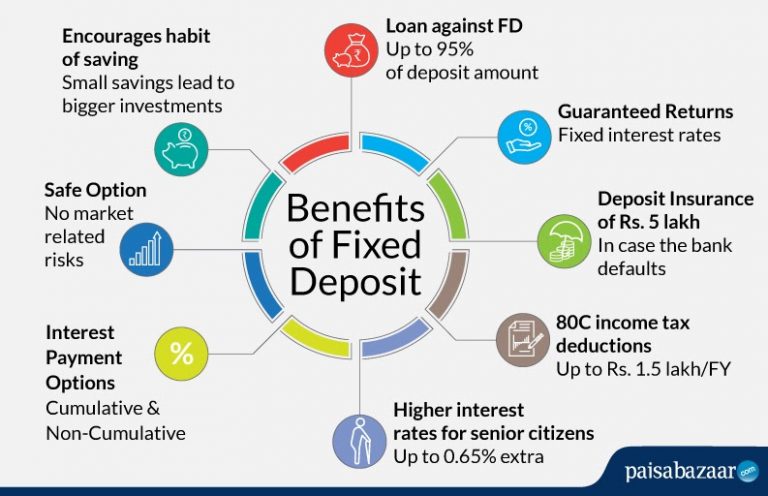 Benefits
of Fixed
Deposit
Loan against FD
Up to 95%
of deposit amount
Guaranteed Returns
Fixed interest rates
%
Deposit Insurance
of Rs. 5 lakh
In case the bank
defaults
80C income tax
deductions
Up to Rs. 1.5 lakh/FY
Higher interest
rates for senior citizens
Up to 0.65% extra
Interest
Payment
Options
Cumulative &
Non-Cumulative
%
Safe Option
No market
related
risks
Encourages habit
of saving
Small savings lead to
bigger investments
₹
₹
paisabazaar.com